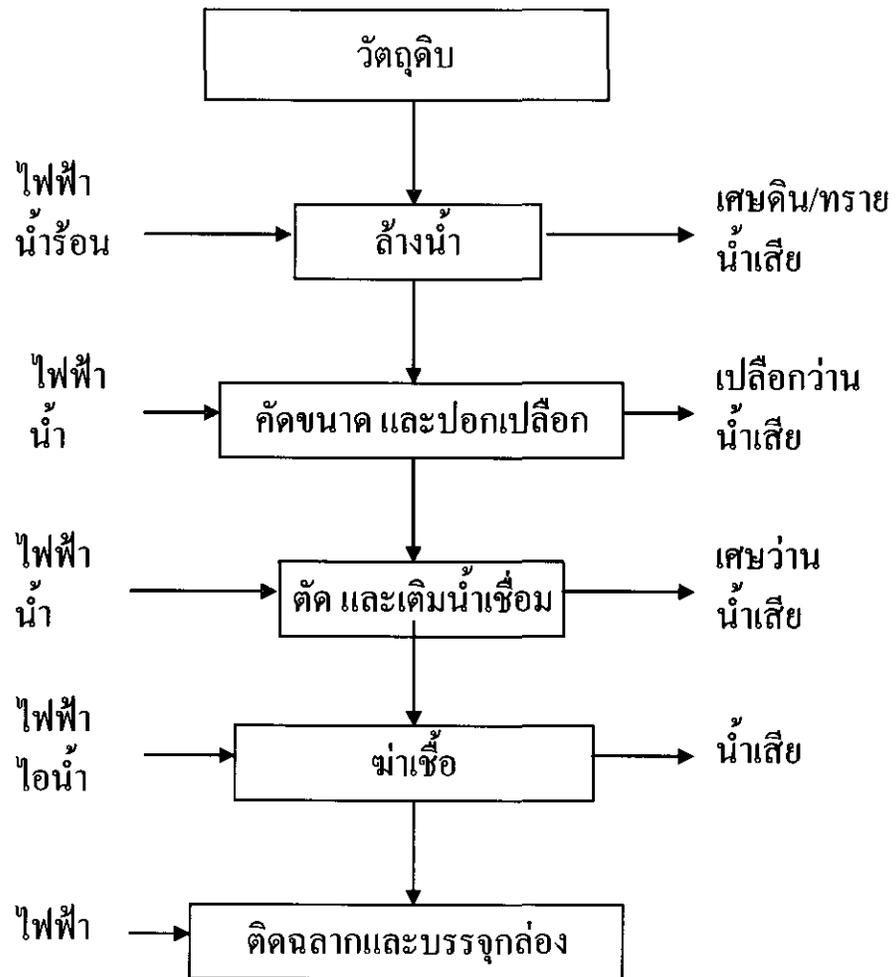 วัตถุดิบ
ไฟฟ้า
น้ำร้อน
ล้างน้ำ
เศษดิน/ทราย
น้ำเสีย
ไฟฟ้า
น้ำ
คัดขนาด และปอกเปลือก
เปลือกว่าน
น้ำเสีย
ไฟฟ้า
น้ำ
ตัด และเติมน้ำเชื่อม
เศษว่าน
น้ำเสีย
ไฟฟ้า
ไอน้ำ
ฆ่าเชื้อ
น้ำเสีย
ไฟฟ้า
ติดฉลากและบรรจุกล่อง